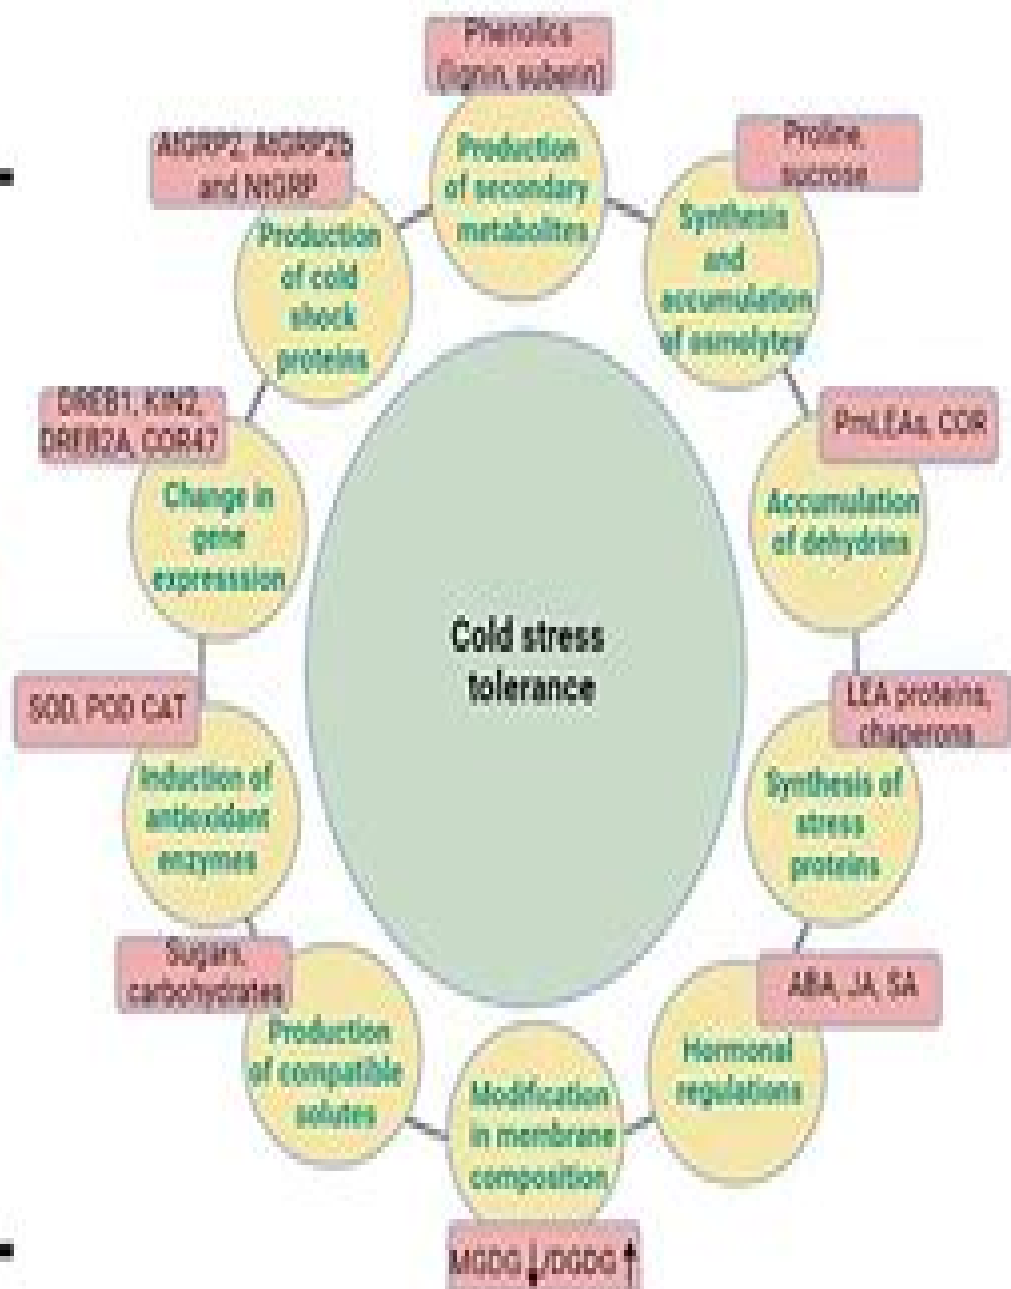 Phenolics
(lignin, suberin)
Production
of secondary
metabolites
Proline,
sucrose
Synthesis
and
accumulation
of osmolytes
PmLEAs, COR
Accumulation
of dehydrins
LEA proteins,
chaperons
Synthesis of
stress
proteins
ABA, JA, SA
Hormonal
regulations
Modification
in membrane
composition
MGDG↓/DGDG↑
Sugars,
carbohydrates
Production
of compatible
solutes
SOD, POD CAT
Induction of
antioxidant
enzymes
DREB1, KIN2,
DREB2A, COR47
Change in
gene
expresssion
AtGRP2, AtGRP2b
and NtGRP
Production
of cold
shock
proteins
Cold stress
tolerance